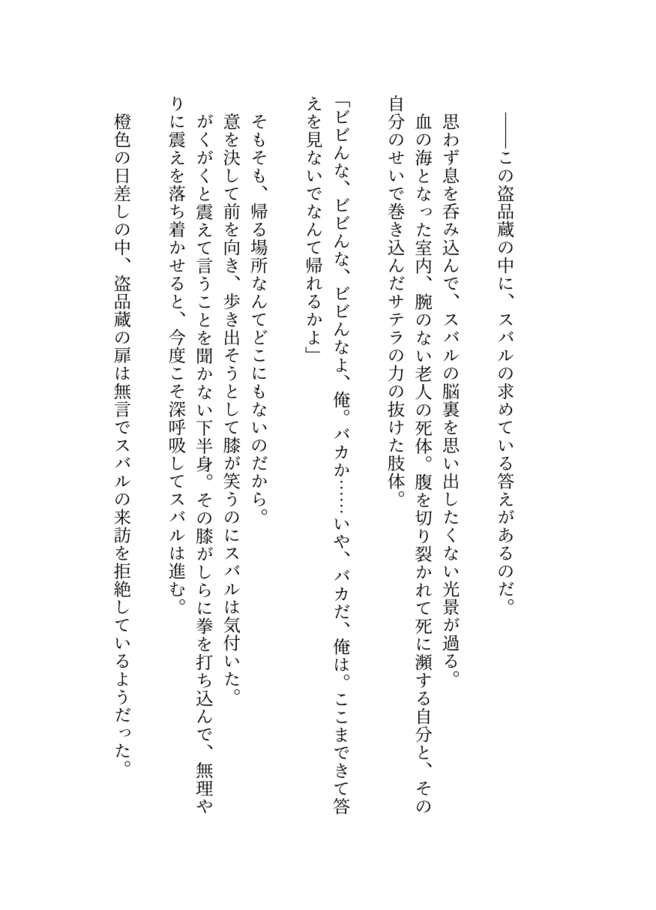 ――この盗品蔵の中に、スバルの求めている答えがあるのだ。
思わず息を呑み込んで、スバルの脳裏を思い出したくない光景が過る。
血の海となった室内、腕のない老人の死体。腹を切り裂かれて死に瀕する自分と、その
自分のせいで巻き込んだサテラの力の抜けた肢体。
「ビビんな、ビビんな、ビビんなよ、俺。バカか……いや、バカだ、俺は。ここまできて答
えを見ないでなんて帰れるかよ」
そもそも、帰る場所なんてどこにもないのだから。
意を決して前を向き、歩き出そうとして膝が笑うのにスバルは気付いた。
がくがくと震えて言うことを聞かない下半身。その膝がしらに拳を打ち込んで、無理や
りに震えを落ち着かせると、今度こそ深呼吸してスバルは進む。
橙色の日差しの中、盗品蔵の扉は無言でスバルの来訪を拒絶しているようだった。